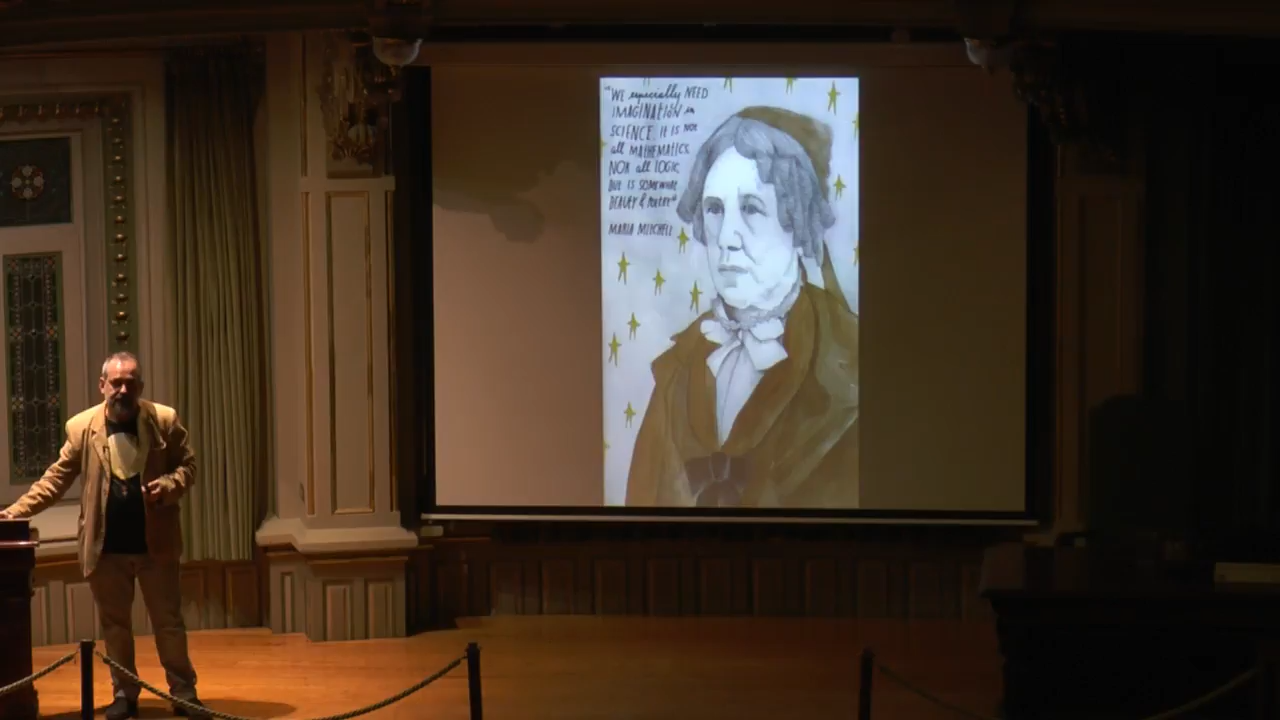 "WE especially NEED
IMAGINATION in
SCIENCE. It IS NOT
all MATHEMATICS,
NOR all LOGIC,
BUT IS SOMEWHAT
BEAUTY & POETRY"
MARIA MITCHELL